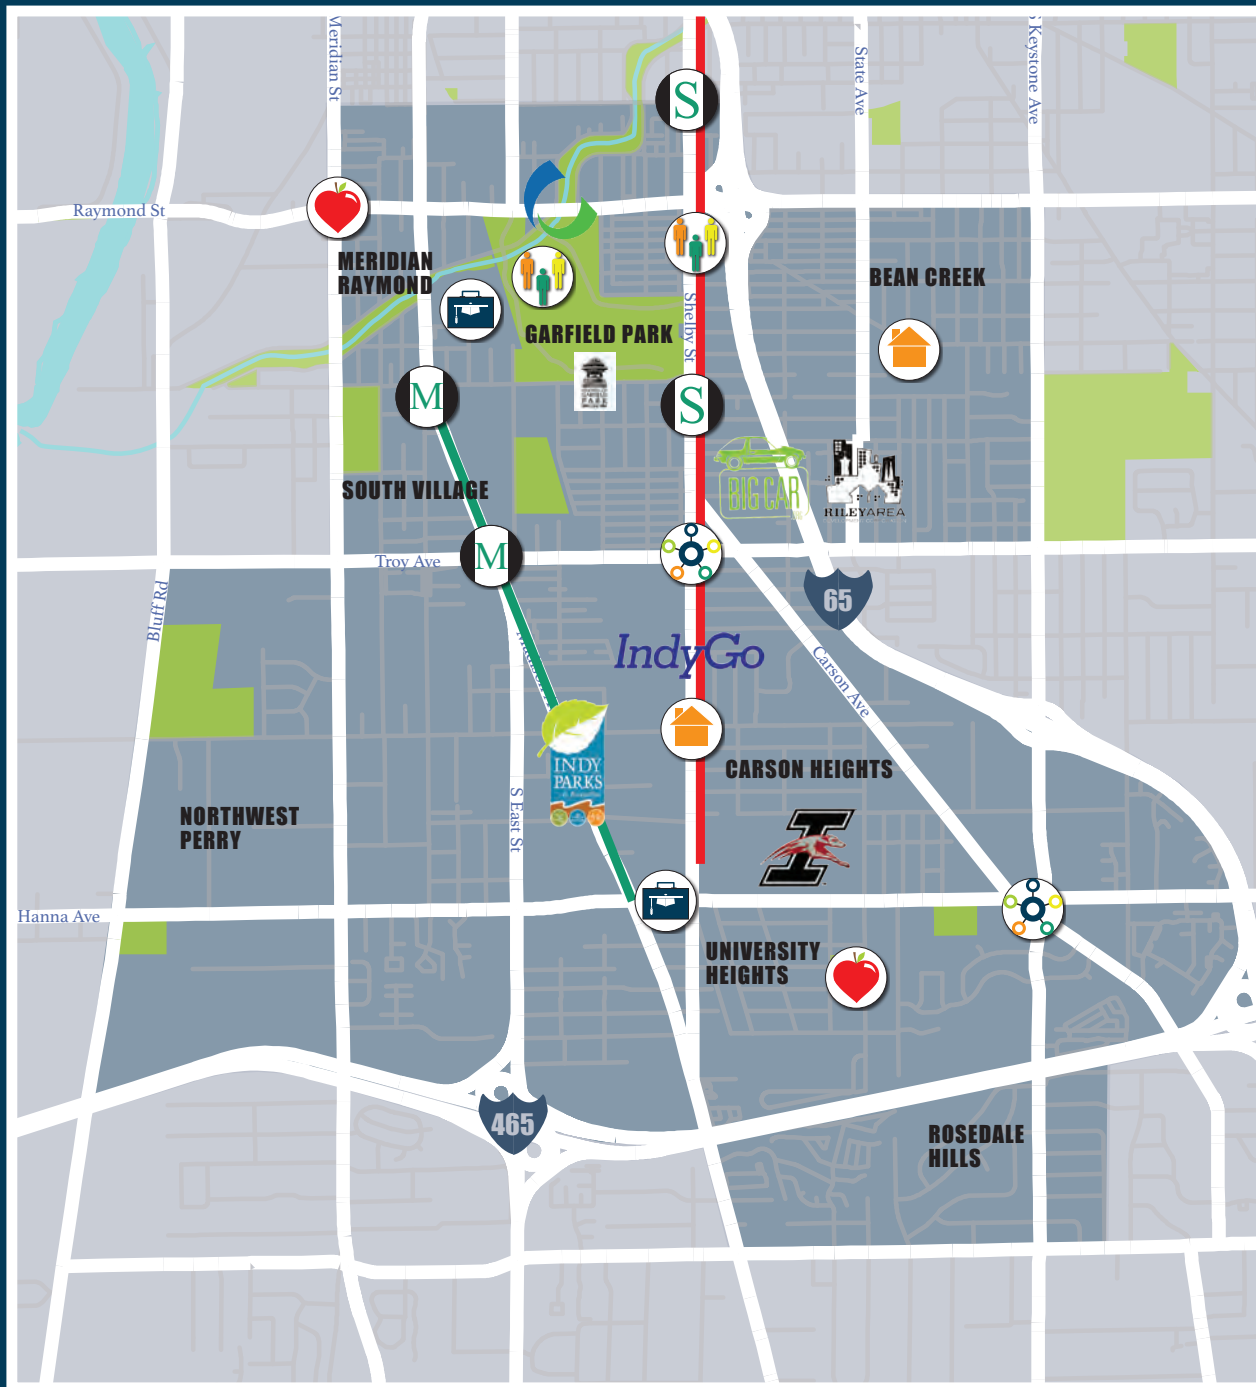 Meridian St
State Ave
S Keystone Ave
S
Raymond St
MERIDIAN
RAYMOND
BEAN CREEK
GARFIELD PARK
Shelby St
M
S
BIG CAR
RILEY AREA
SOUTH VILLAGE
M
Troy Ave
65
Bluff Rd
IndyGo
Carson Ave
INDY
PARKS
CARSON HEIGHTS
S East St
NORTHWEST
PERRY
I
Hanna Ave
UNIVERSITY
HEIGHTS
465
ROSEDALE
HILLS